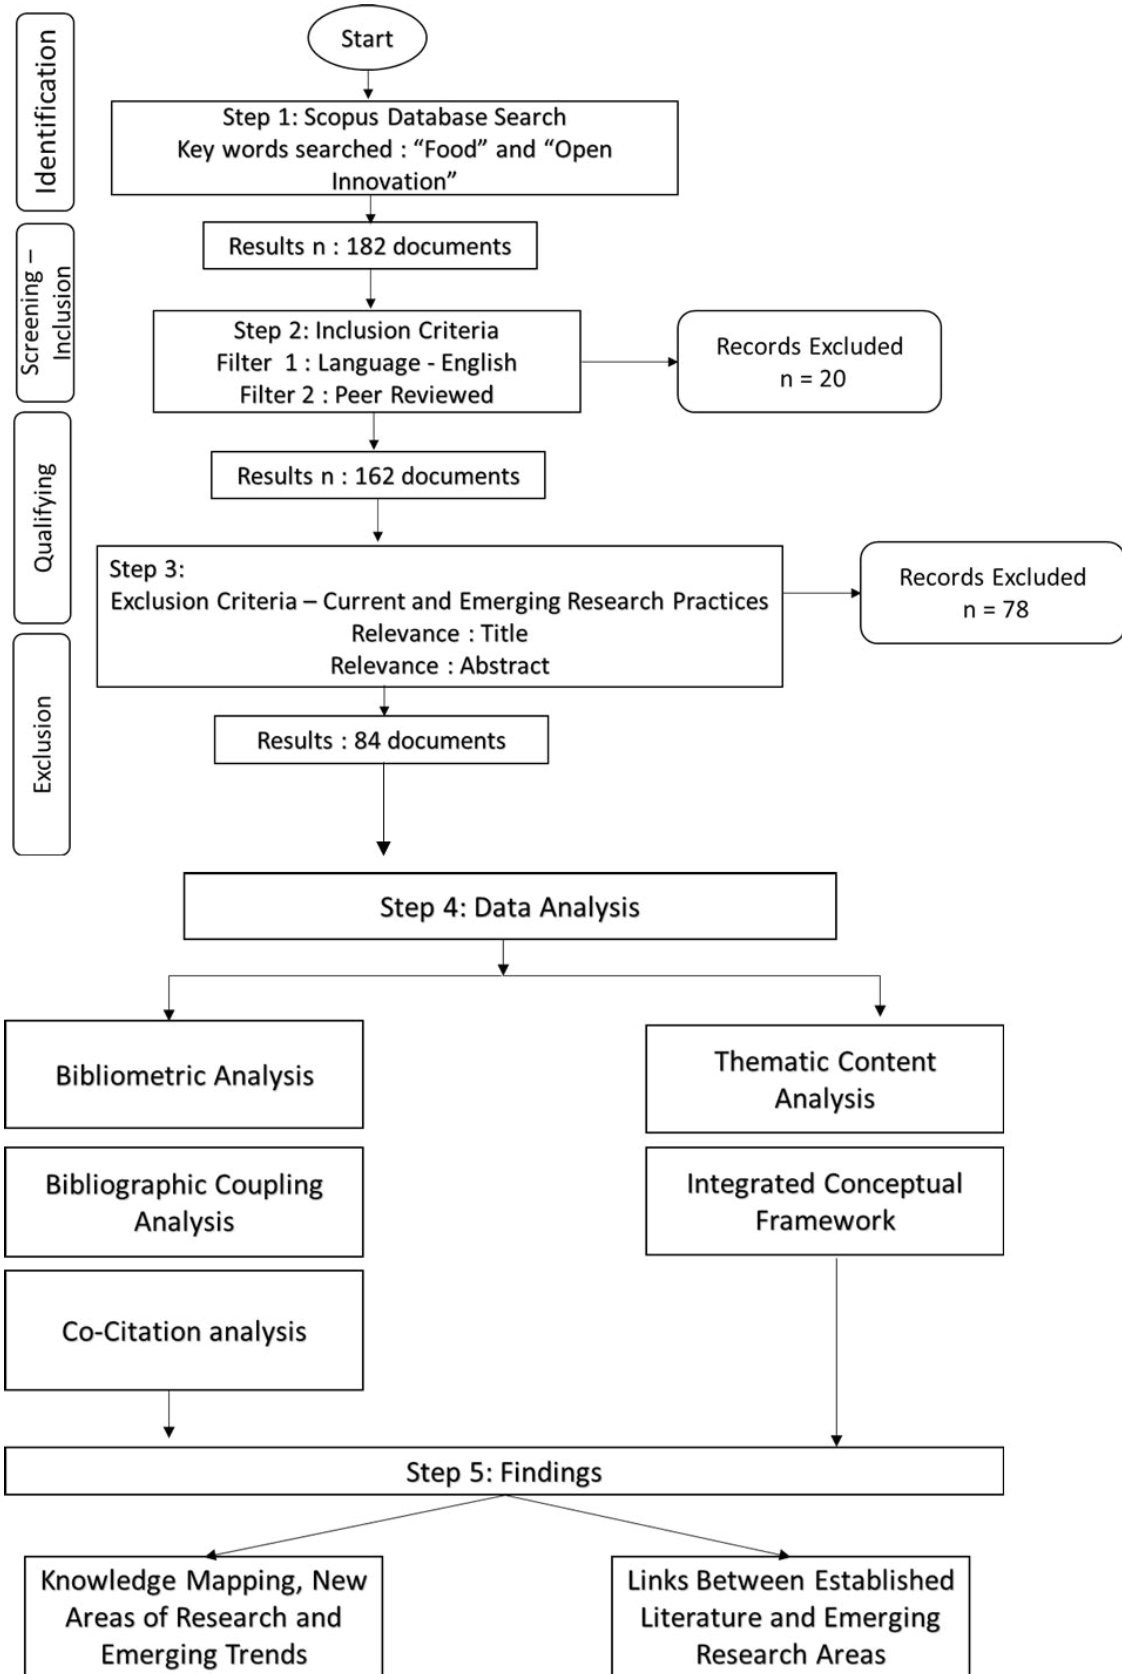 Start
Identification
Step 1: Scopus Database Search
Key words searched : “Food” and “Open
Innovation”
Results n : 182 documents
Screening –
Inclusion
Step 2: Inclusion Criteria
Filter 1 : Language - English
Filter 2 : Peer Reviewed
Records Excluded
n = 20
Results n : 162 documents
Qualifying
Step 3:
Exclusion Criteria – Current and Emerging Research Practices
Relevance : Title
Relevance : Abstract
Records Excluded
n = 78
Exclusion
Results : 84 documents
Step 4: Data Analysis
Bibliometric Analysis
Thematic Content
Analysis
Bibliographic Coupling
Analysis
Integrated Conceptual
Framework
Co-Citation analysis
Step 5: Findings
Knowledge Mapping, New
Areas of Research and
Emerging Trends
Links Between Established
Literature and Emerging
Research Areas